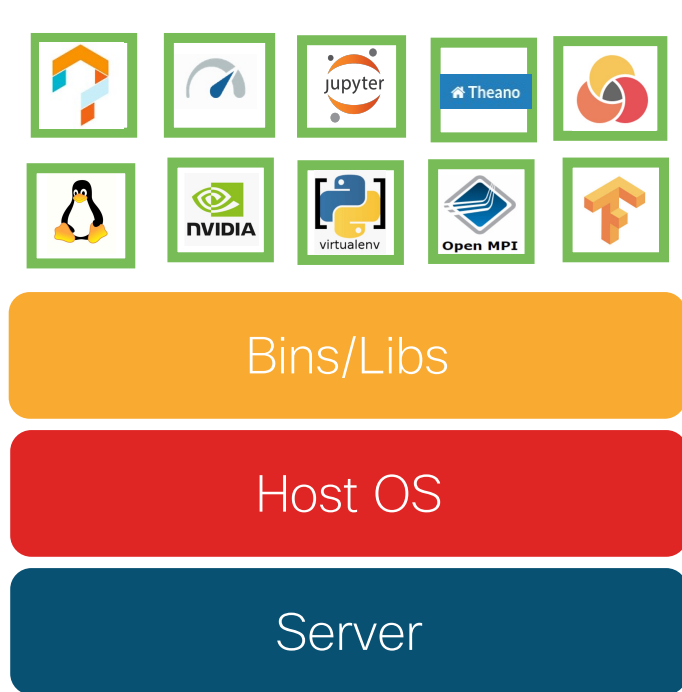 jupyter
Theano
NVIDIA
[ ]
virtualenv
Open MPI
Bins/Libs
Host OS
Server